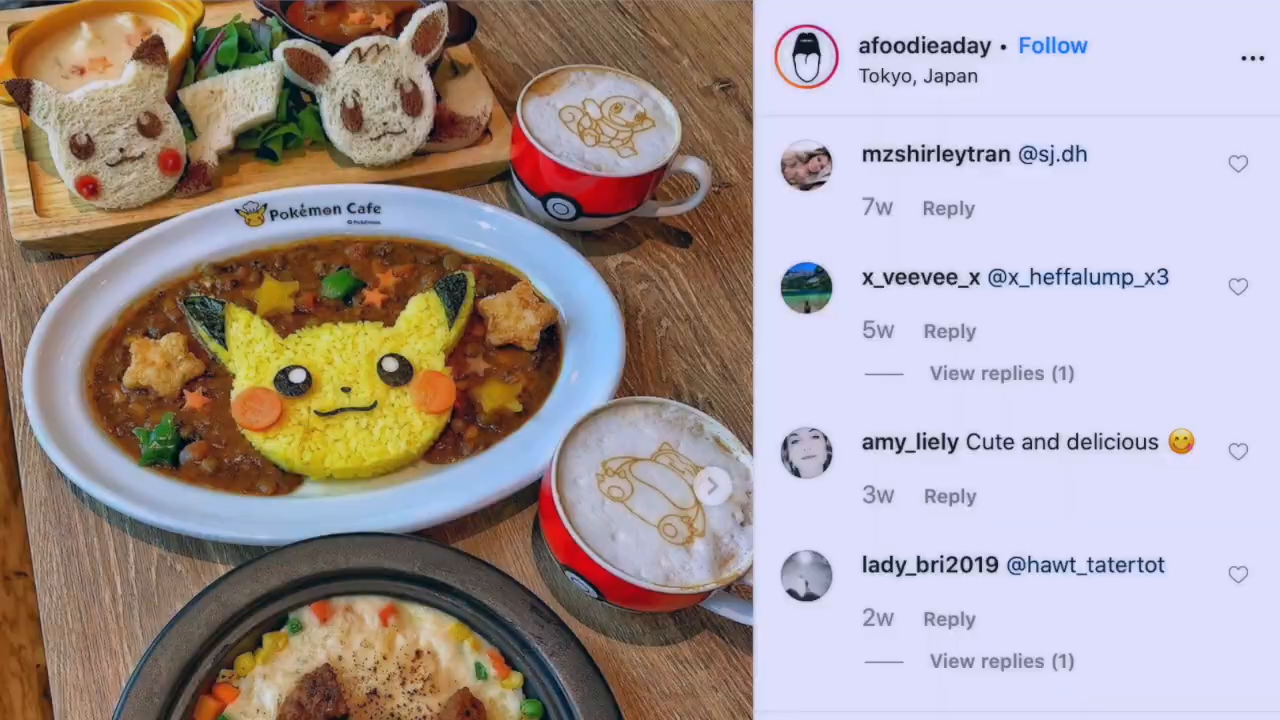 Pokémon Cafe
afoodieaday • Follow
Tokyo, Japan
mzshirleytran @sj.dh
7w Reply
x_veevee_x @x_heffalump_x3
5w Reply
View replies (1)
amy_liely Cute and delicious 😋
3w Reply
lady_bri2019 @hawt_tatertot
2w Reply
View replies (1)